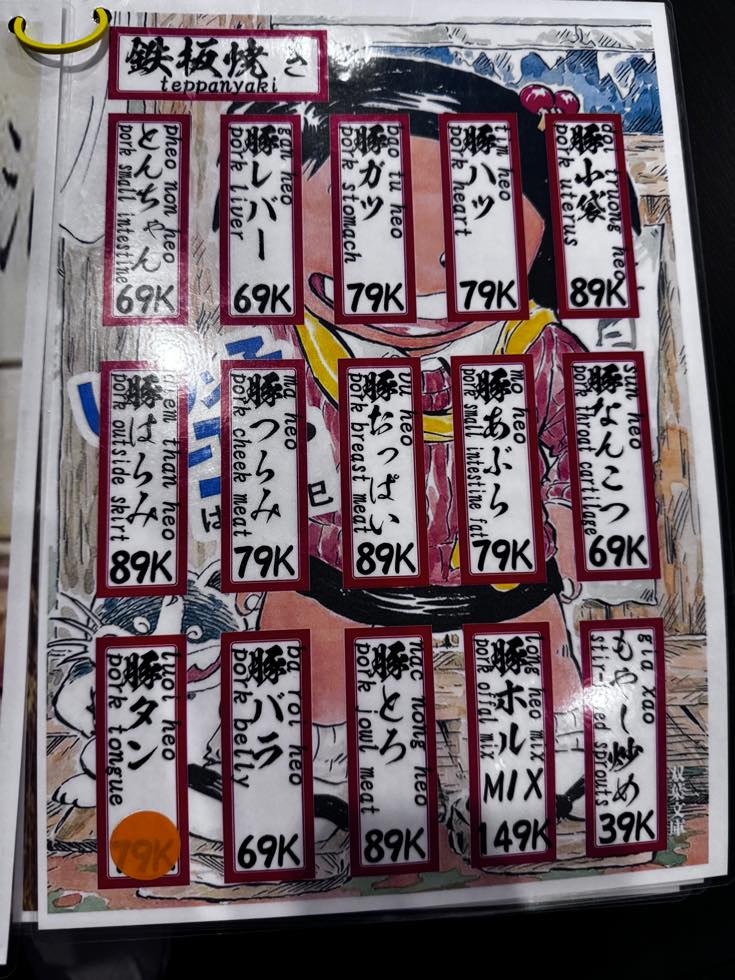 鉄板焼き
teppanyaki
pheo non heo
とんちゃん
pork small intestine
69K
gan heo
豚レバー
pork liver
69K
bao tu heo
豚ガツ
pork stomach
79K
tim heo
豚ハツ
pork heart
79K
truong heo
豚小袋
pork uterus
89K
diem than heo
豚はらみ
pork outside skirt
89K
ma heo
豚つらみ
pork cheek meat
79K
vu heo
豚おっぱい
pork breast meat
89K
mo heo
豚あぶら
pork small intestine fat
79K
sun heo
豚なんこつ
pork throat cartilage
69K
luoi heo
豚タン
pork tongue
79K
ba roi heo
豚バラ
pork belly
69K
nac nong heo
豚とろ
pork jowl meat
89K
long heo mix
豚ホルMIX
pork offal mix
149K
gia xao
もやし炒め
sprouts
39K
双葉文庫